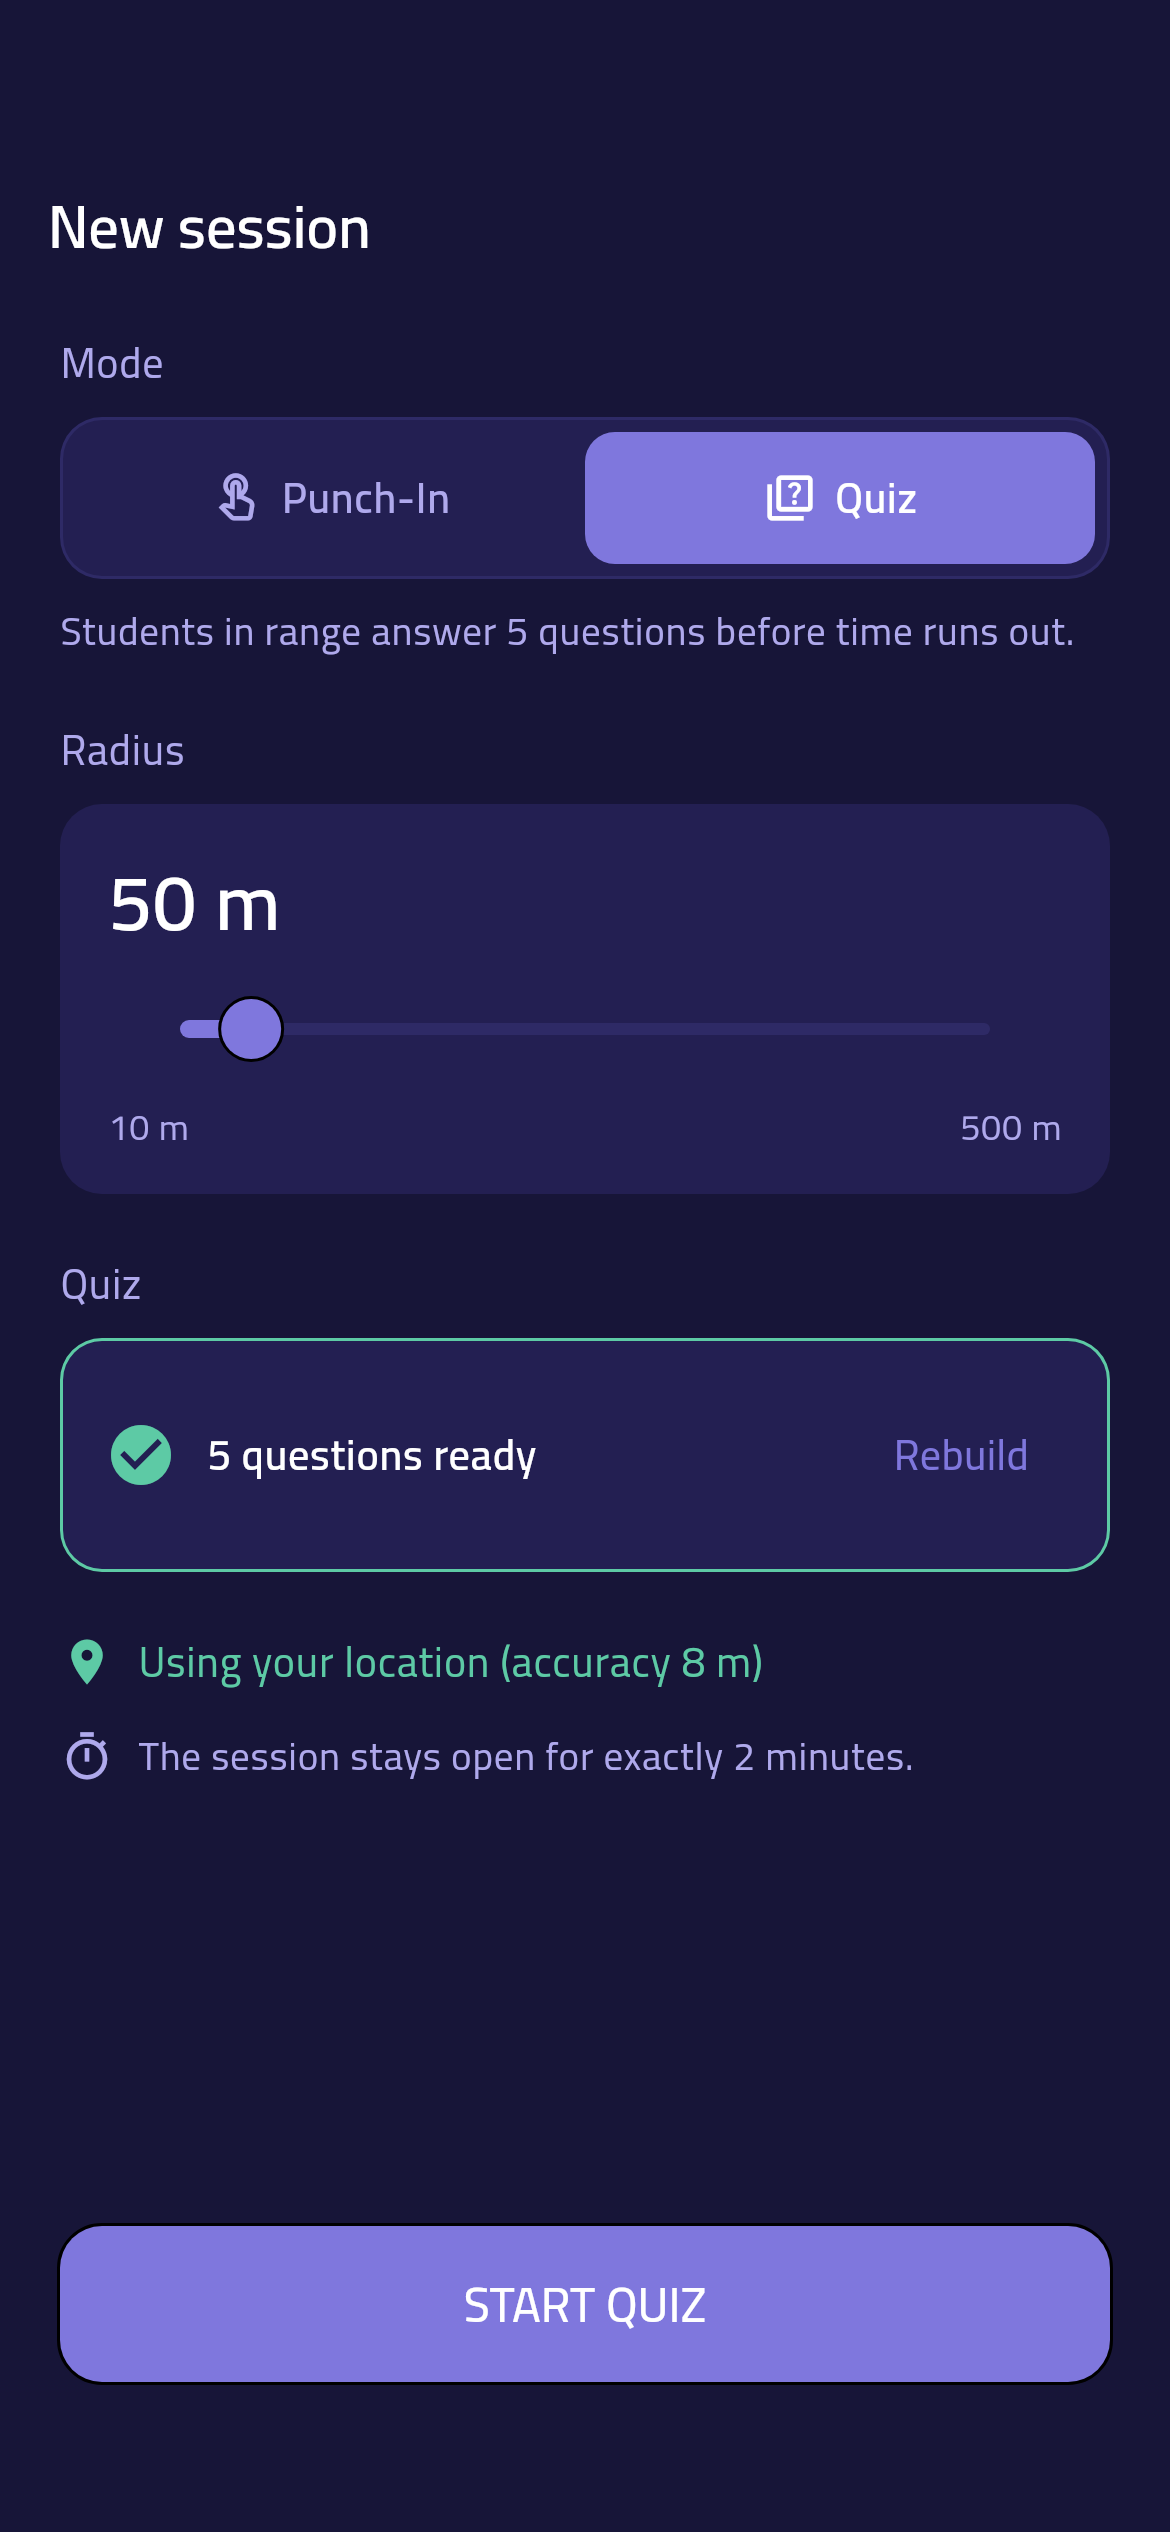 New session
Mode
Punch-In
Quiz
Students in range answer 5 questions before time runs out.
Radius
50 m
10 m
500 m
Quiz
5 questions ready
Rebuild
Using your location (accuracy 8 m)
The session stays open for exactly 2 minutes.
START QUIZ